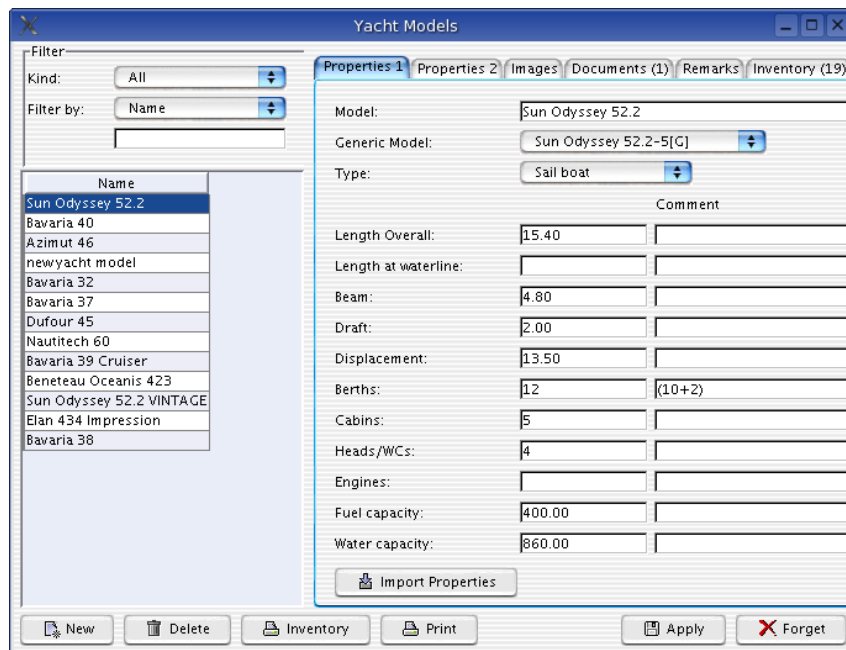 Yacht Models
Filter
Kind: All
Filter by: Name
Name
Sun Odyssey 52.2
Bavaria 40
Azimut 46
newyacht model
Bavaria 32
Bavaria 37
Dufour 45
Nautitech 60
Bavaria 39 Cruiser
Beneteau Oceanis 423
Sun Odyssey 52.2 VINTAGE
Elan 434 Impression
Bavaria 38
Properties 1 Properties 2 Images Documents (1) Remarks Inventory (19)
Model: Sun Odyssey 52.2
Generic Model: Sun Odyssey 52.2-5[G]
Type: Sail boat
Comment
Length Overall: 15.40
Length at waterline:
Beam: 4.80
Draft: 2.00
Displacement: 13.50
Berths: 12 (10+2)
Cabins: 5
Heads/WCs: 4
Engines:
Fuel capacity: 400.00
Water capacity: 860.00
Import Properties
New Delete Inventory Print Apply Forget